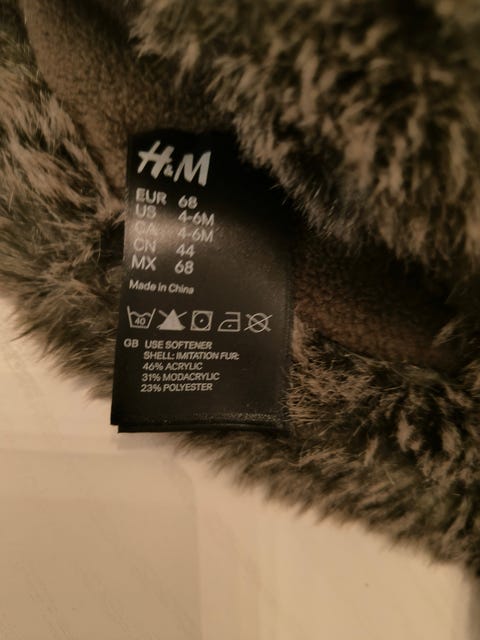 H&M
EUR 68
US 4-6M
CA 4-6M
CN 44
MX 68
Made in China
40
GB USE SOFTENER
SHELL: IMITATION FUR:
46% ACRYLIC
31% MODACRYLIC
23% POLYESTER